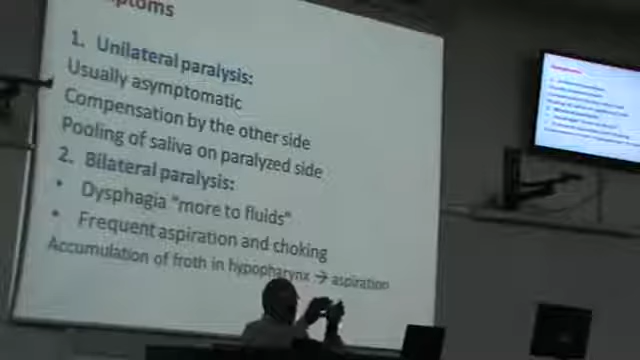 ptoms
1. Unilateral paralysis:
Usually asymptomatic
Compensation by the other side
Pooling of saliva on paralyzed side
2. Bilateral paralysis:
• Dysphagia "more to fluids"
• Frequent aspiration and choking
Accumulation of froth in hypopharynx → aspiration